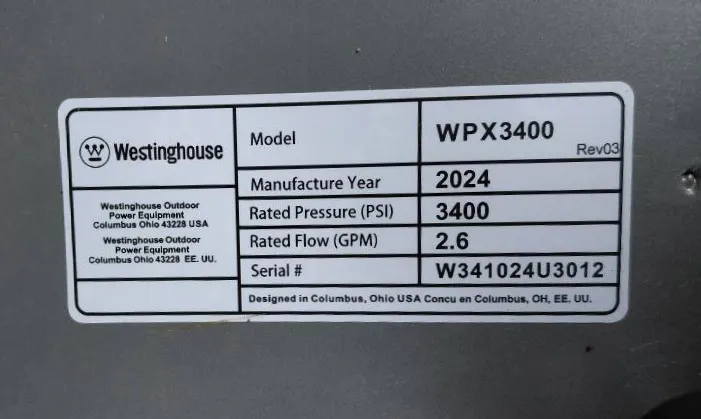 Westinghouse
Westinghouse Outdoor
Power Equipment
Columbus Ohio 43228 USA
Westinghouse Outdoor
Power Equipment
Columbus Ohio 43228 EE. UU.
Model WPX3400 Rev03
Manufacture Year 2024
Rated Pressure (PSI) 3400
Rated Flow (GPM) 2.6
Serial # W341024U3012
Designed in Columbus, Ohio USA Concu en Columbus, OH, EE. UU.